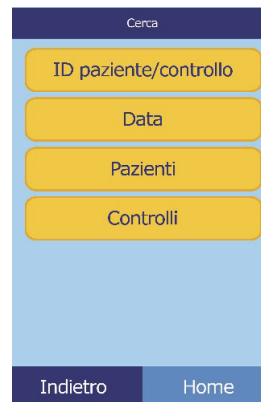 Cerca
ID paziente/controllo
Data
Pazienti
Controlli
Indietro Home